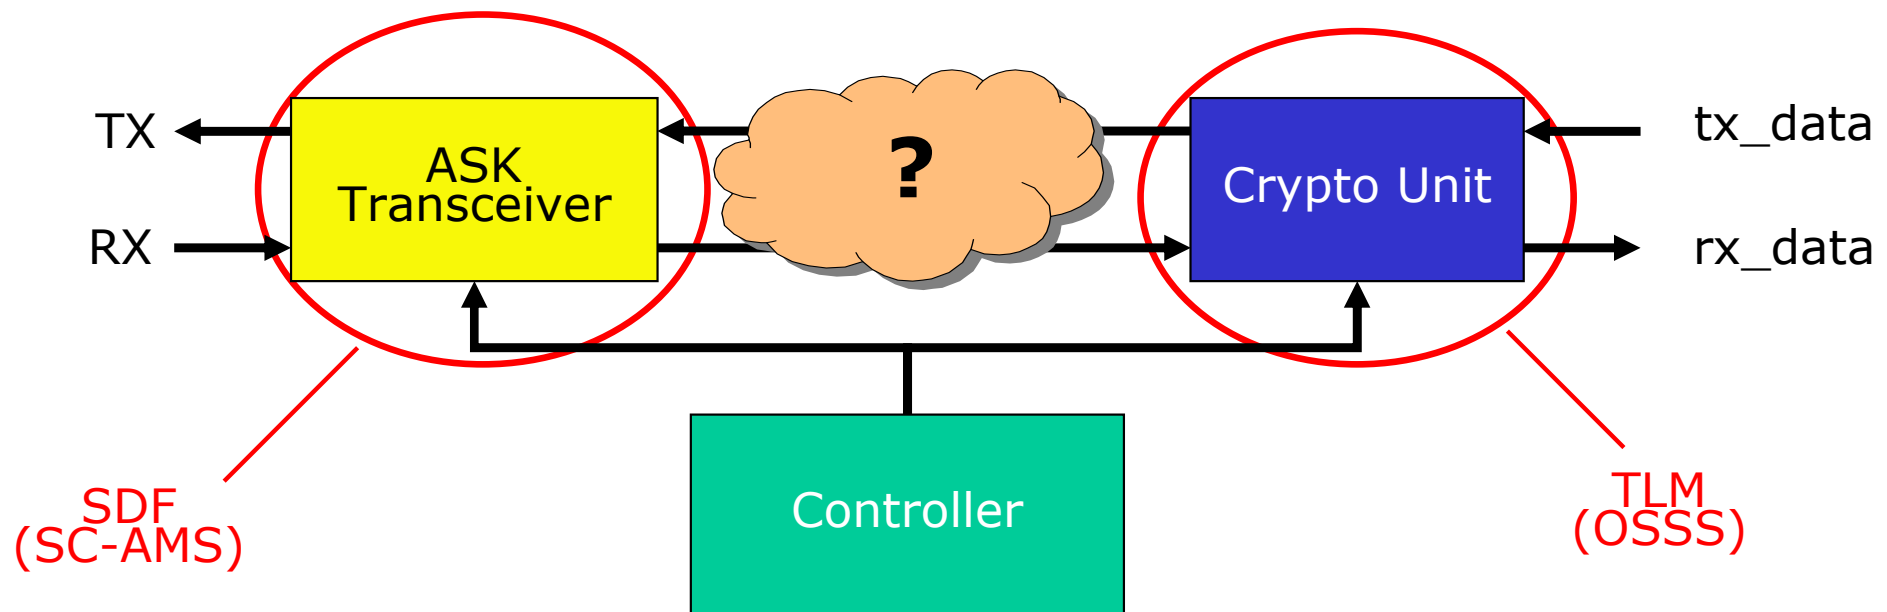 TX
RX
ASK
Transceiver
?
Crypto Unit
tx_data
rx_data
SDF
(SC-AMS)
Controller
TLM
(OSSS)